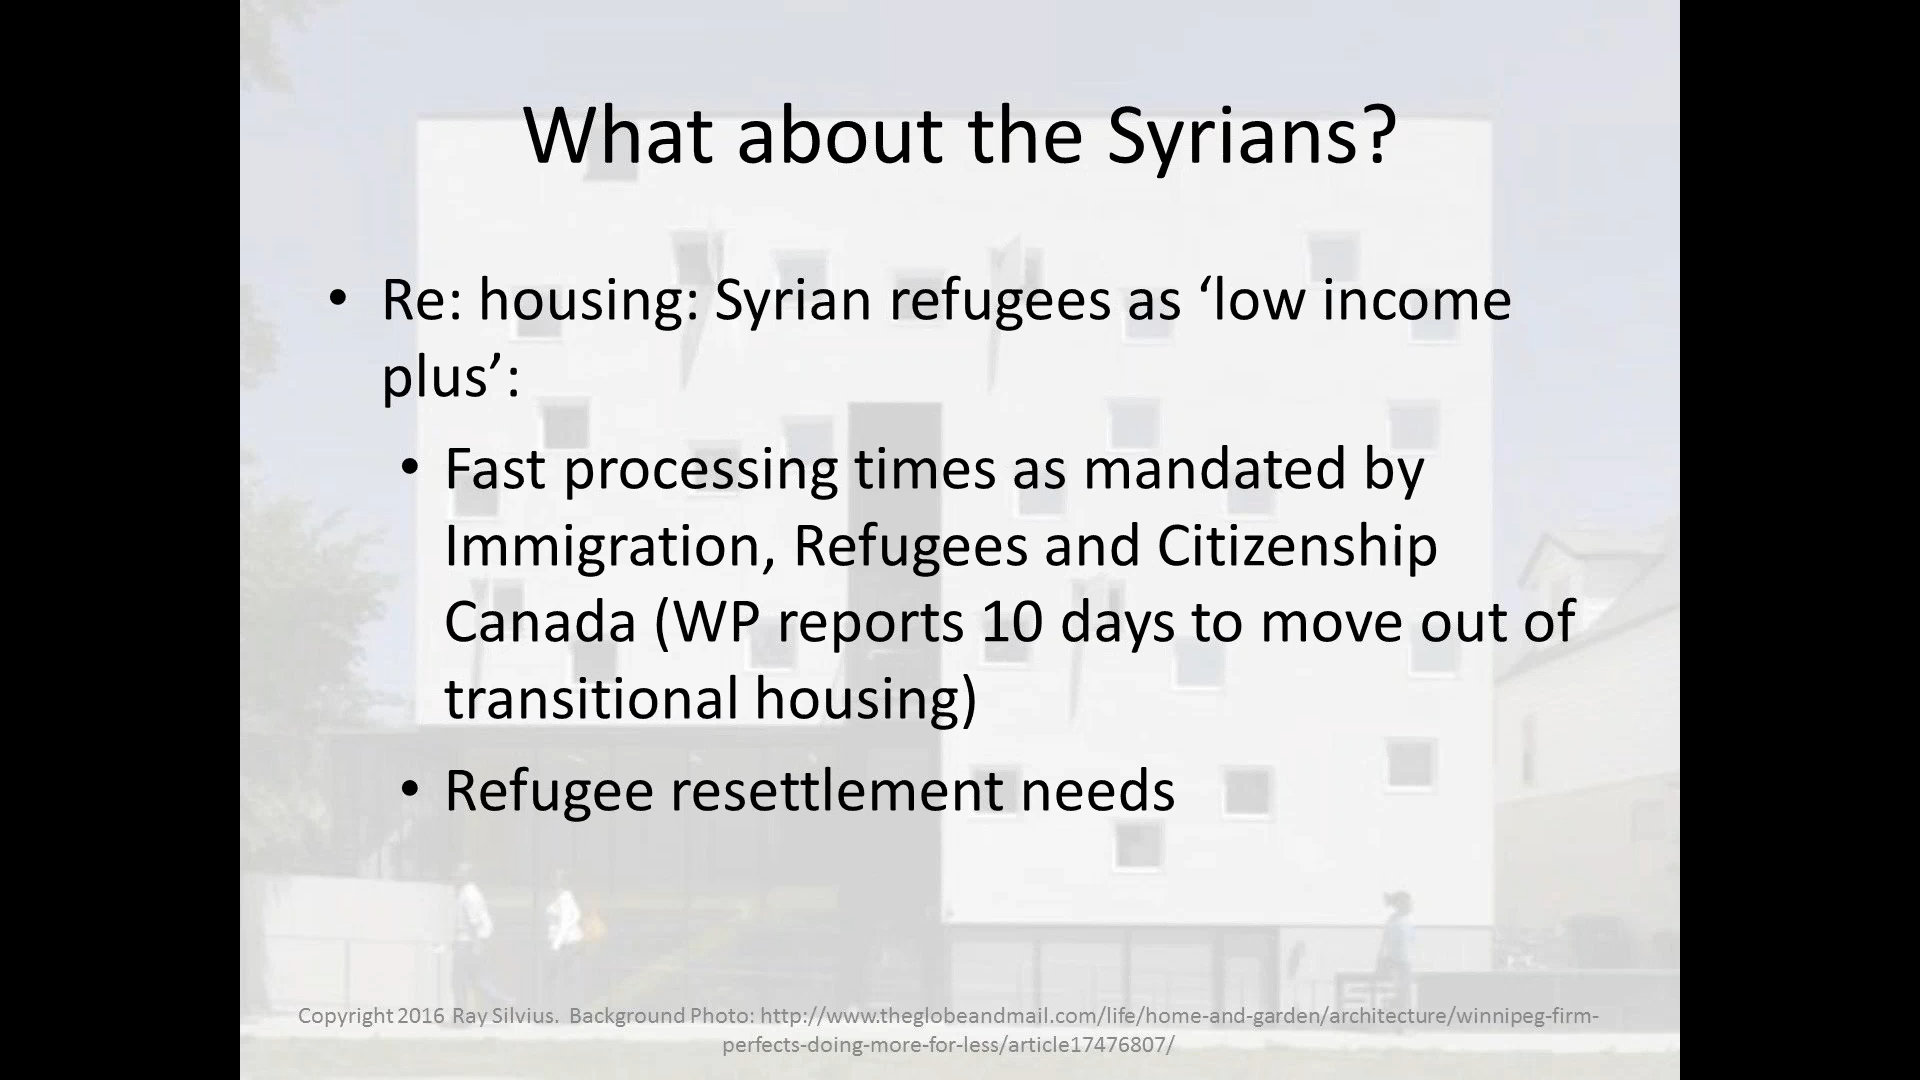 What about the Syrians?
• Re: housing: Syrian refugees as ‘low income
plus’:
• Fast processing times as mandated by
Immigration, Refugees and Citizenship
Canada (WP reports 10 days to move out of
transitional housing)
• Refugee resettlement needs
Copyright 2016 Ray Silvius. Background Photo: http://www.theglobeandmail.com/life/home-and-garden/architecture/winnipeg-firm-
perfects-doing-more-for-less/article17476807/